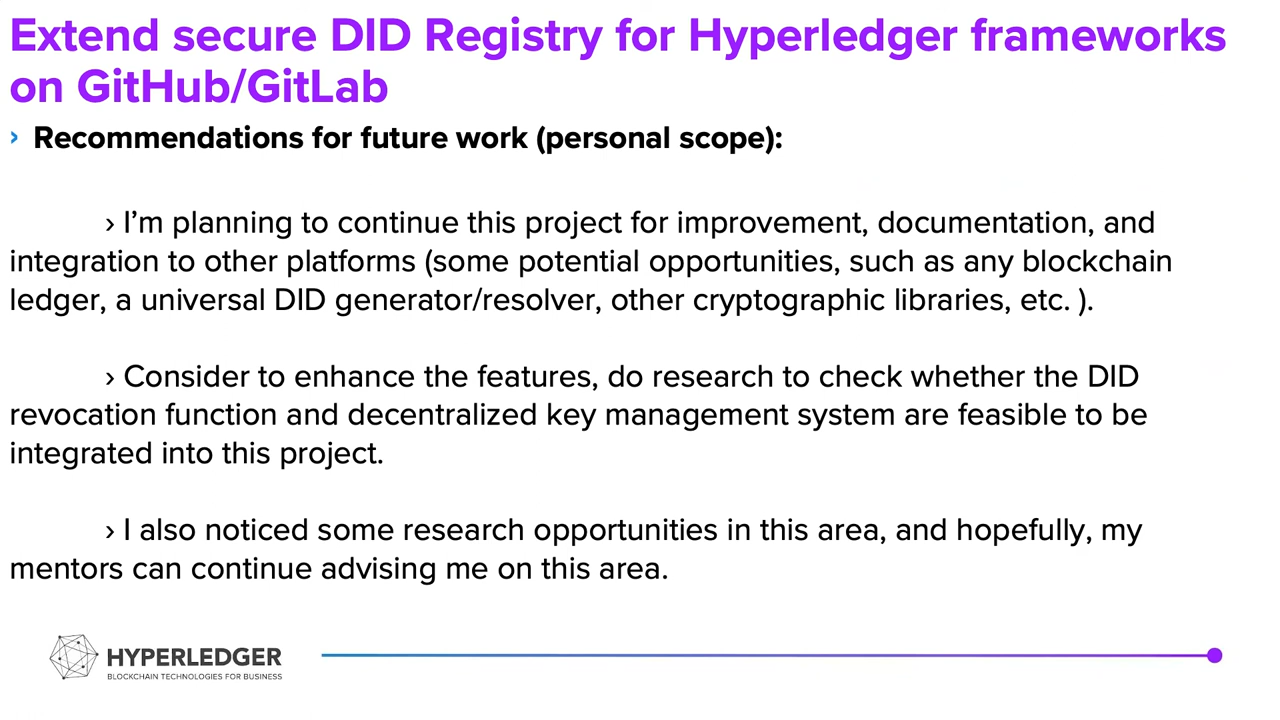 Extend secure DID Registry for Hyperledger frameworks
on GitHub/GitLab
› Recommendations for future work (personal scope):
› I’m planning to continue this project for improvement, documentation, and
integration to other platforms (some potential opportunities, such as any blockchain
ledger, a universal DID generator/resolver, other cryptographic libraries, etc. ).
› Consider to enhance the features, do research to check whether the DID
revocation function and decentralized key management system are feasible to be
integrated into this project.
› I also noticed some research opportunities in this area, and hopefully, my
mentors can continue advising me on this area.
HYPERLEDGER
BLOCKCHAIN TECHNOLOGIES FOR BUSINESS